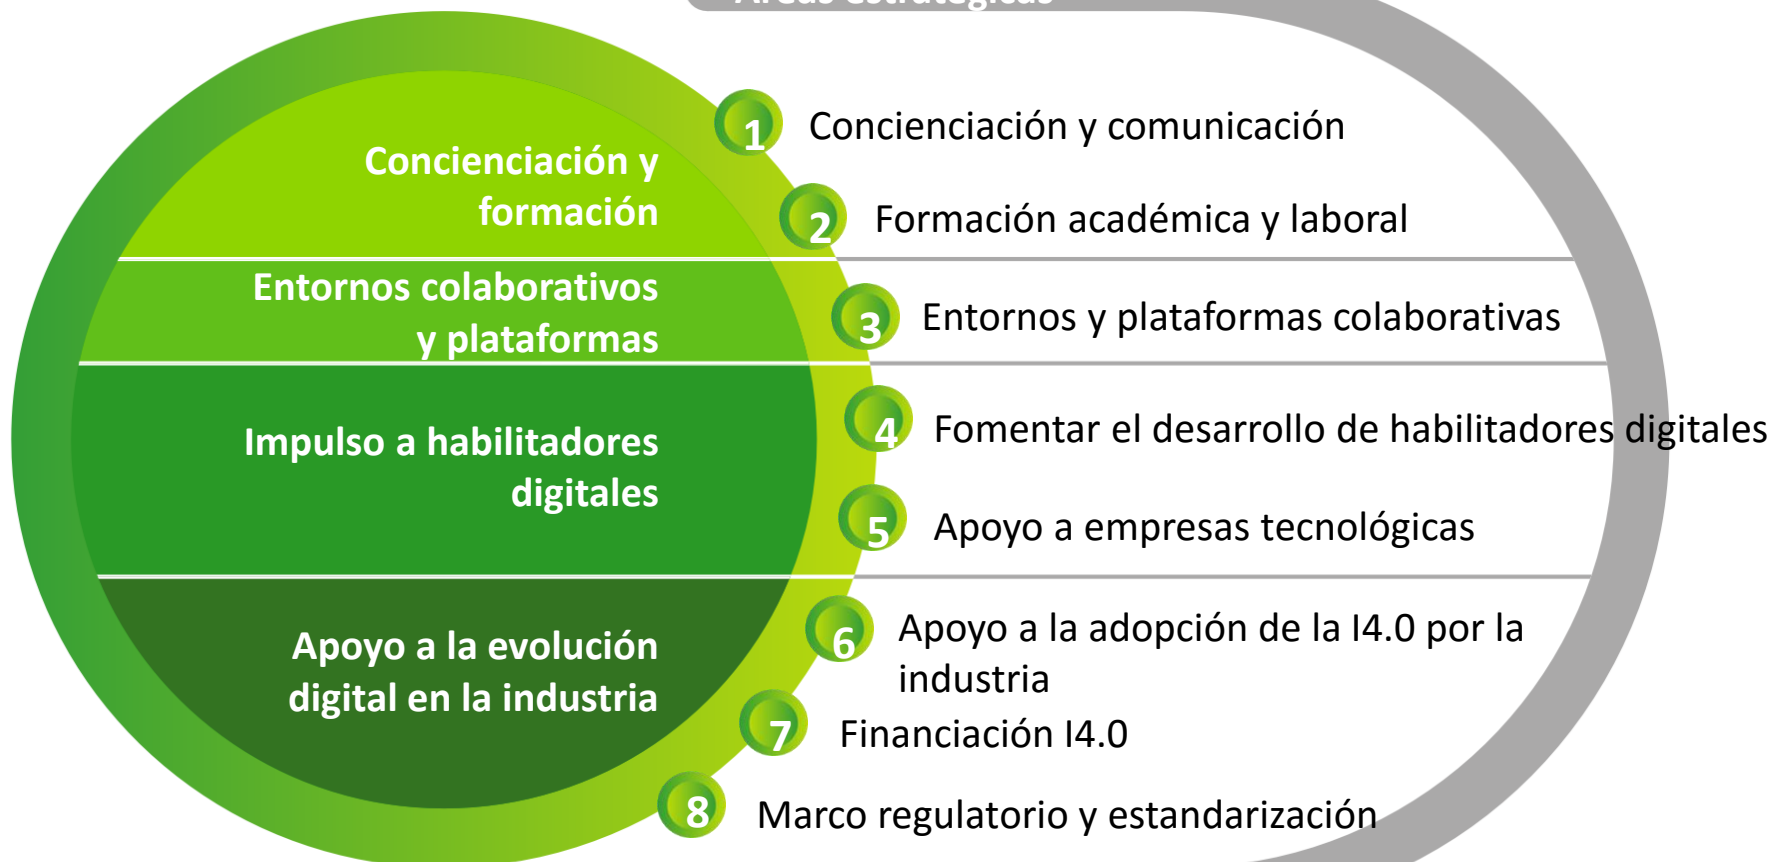 Áreas estratégicas
Concienciación y
formación
1
Concienciación y comunicación
2
Formación académica y laboral
Entornos colaborativos
y plataformas
3
Entornos y plataformas colaborativas
Impulso a habilitadores
digitales
4
Fomentar el desarrollo de habilitadores digitales
5
Apoyo a empresas tecnológicas
Apoyo a la evolución
digital en la industria
6
Apoyo a la adopción de la I4.0 por la
industria
7
Financiación I4.0
8
Marco regulatorio y estandarización